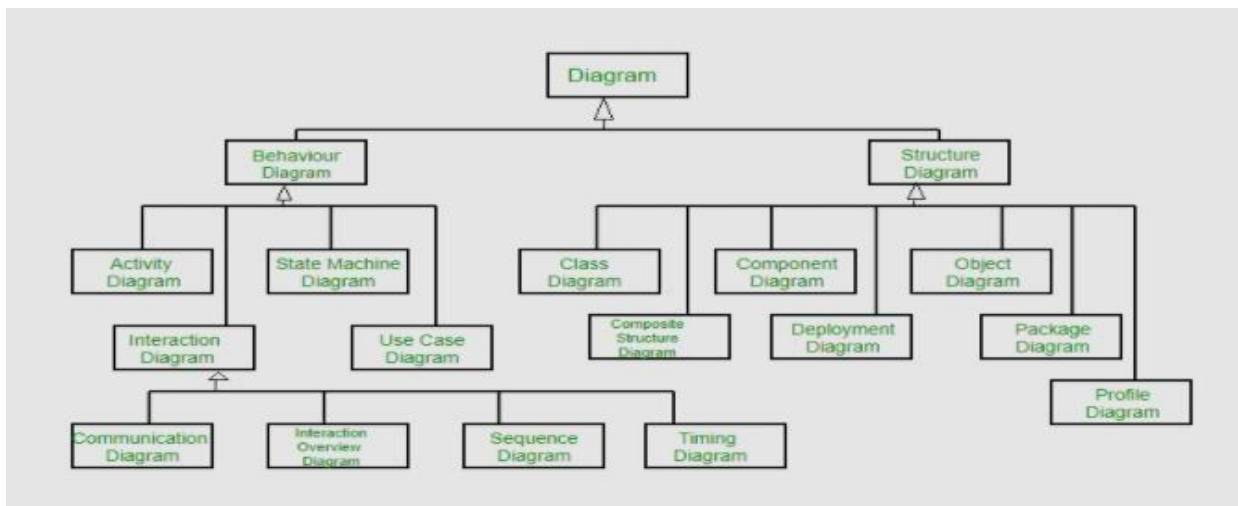 Diagram
Behaviour
Diagram
Structure
Diagram
Activity
Diagram
State Machine
Diagram
Class
Diagram
Component
Diagram
Object
Diagram
Interaction
Diagram
Use Case
Diagram
Composite
Structure
Diagram
Deployment
Diagram
Package
Diagram
Profile
Diagram
Communication
Diagram
Interaction
Overview
Diagram
Sequence
Diagram
Timing
Diagram